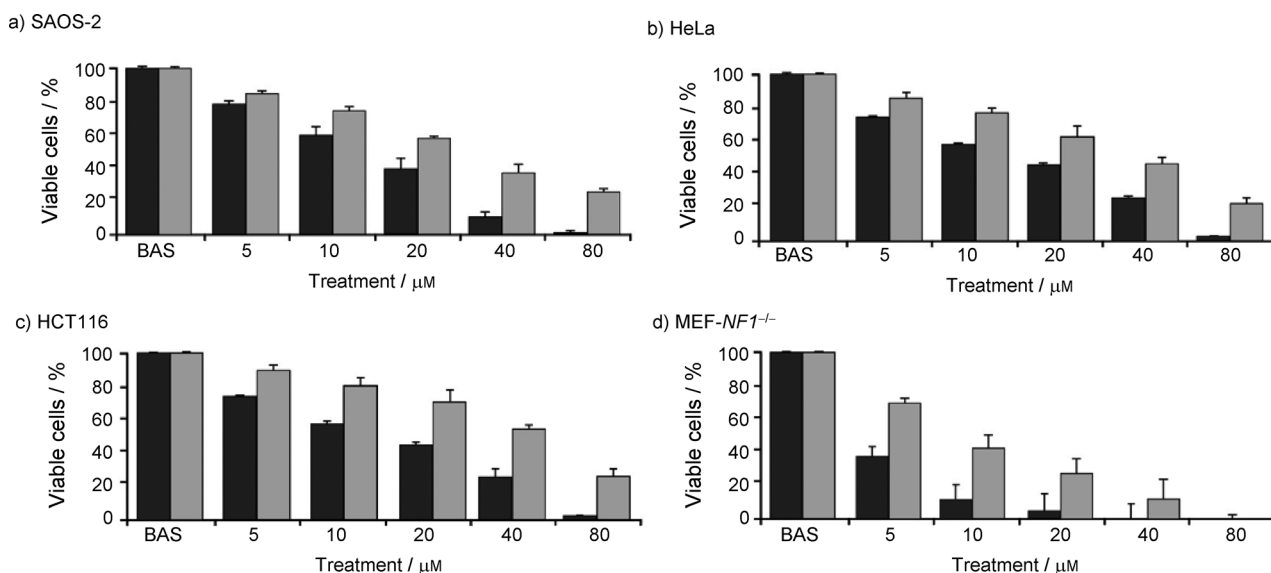 a) SAOS-2
Viable cells / %
100
80
60
40
20
0
BAS 5 10 20 40 80
Treatment / μM
b) HeLa
Viable cells / %
100
80
60
40
20
0
BAS 5 10 20 40 80
Treatment / μM
c) HCT116
Viable cells / %
100
80
60
40
20
0
BAS 5 10 20 40 80
Treatment / μM
d) MEF-NF1⁻/⁻
Viable cells / %
100
80
60
40
20
0
BAS 5 10 20 40 80
Treatment / μM